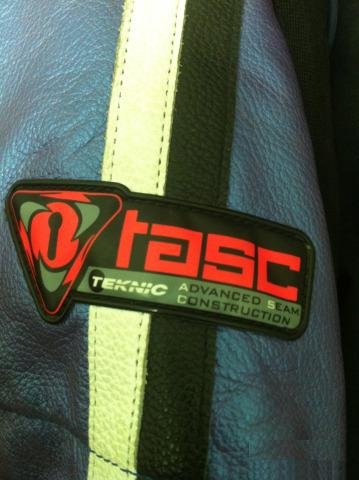 tasc
TEKNIC ADVANCED SEAM
CONSTRUCTION